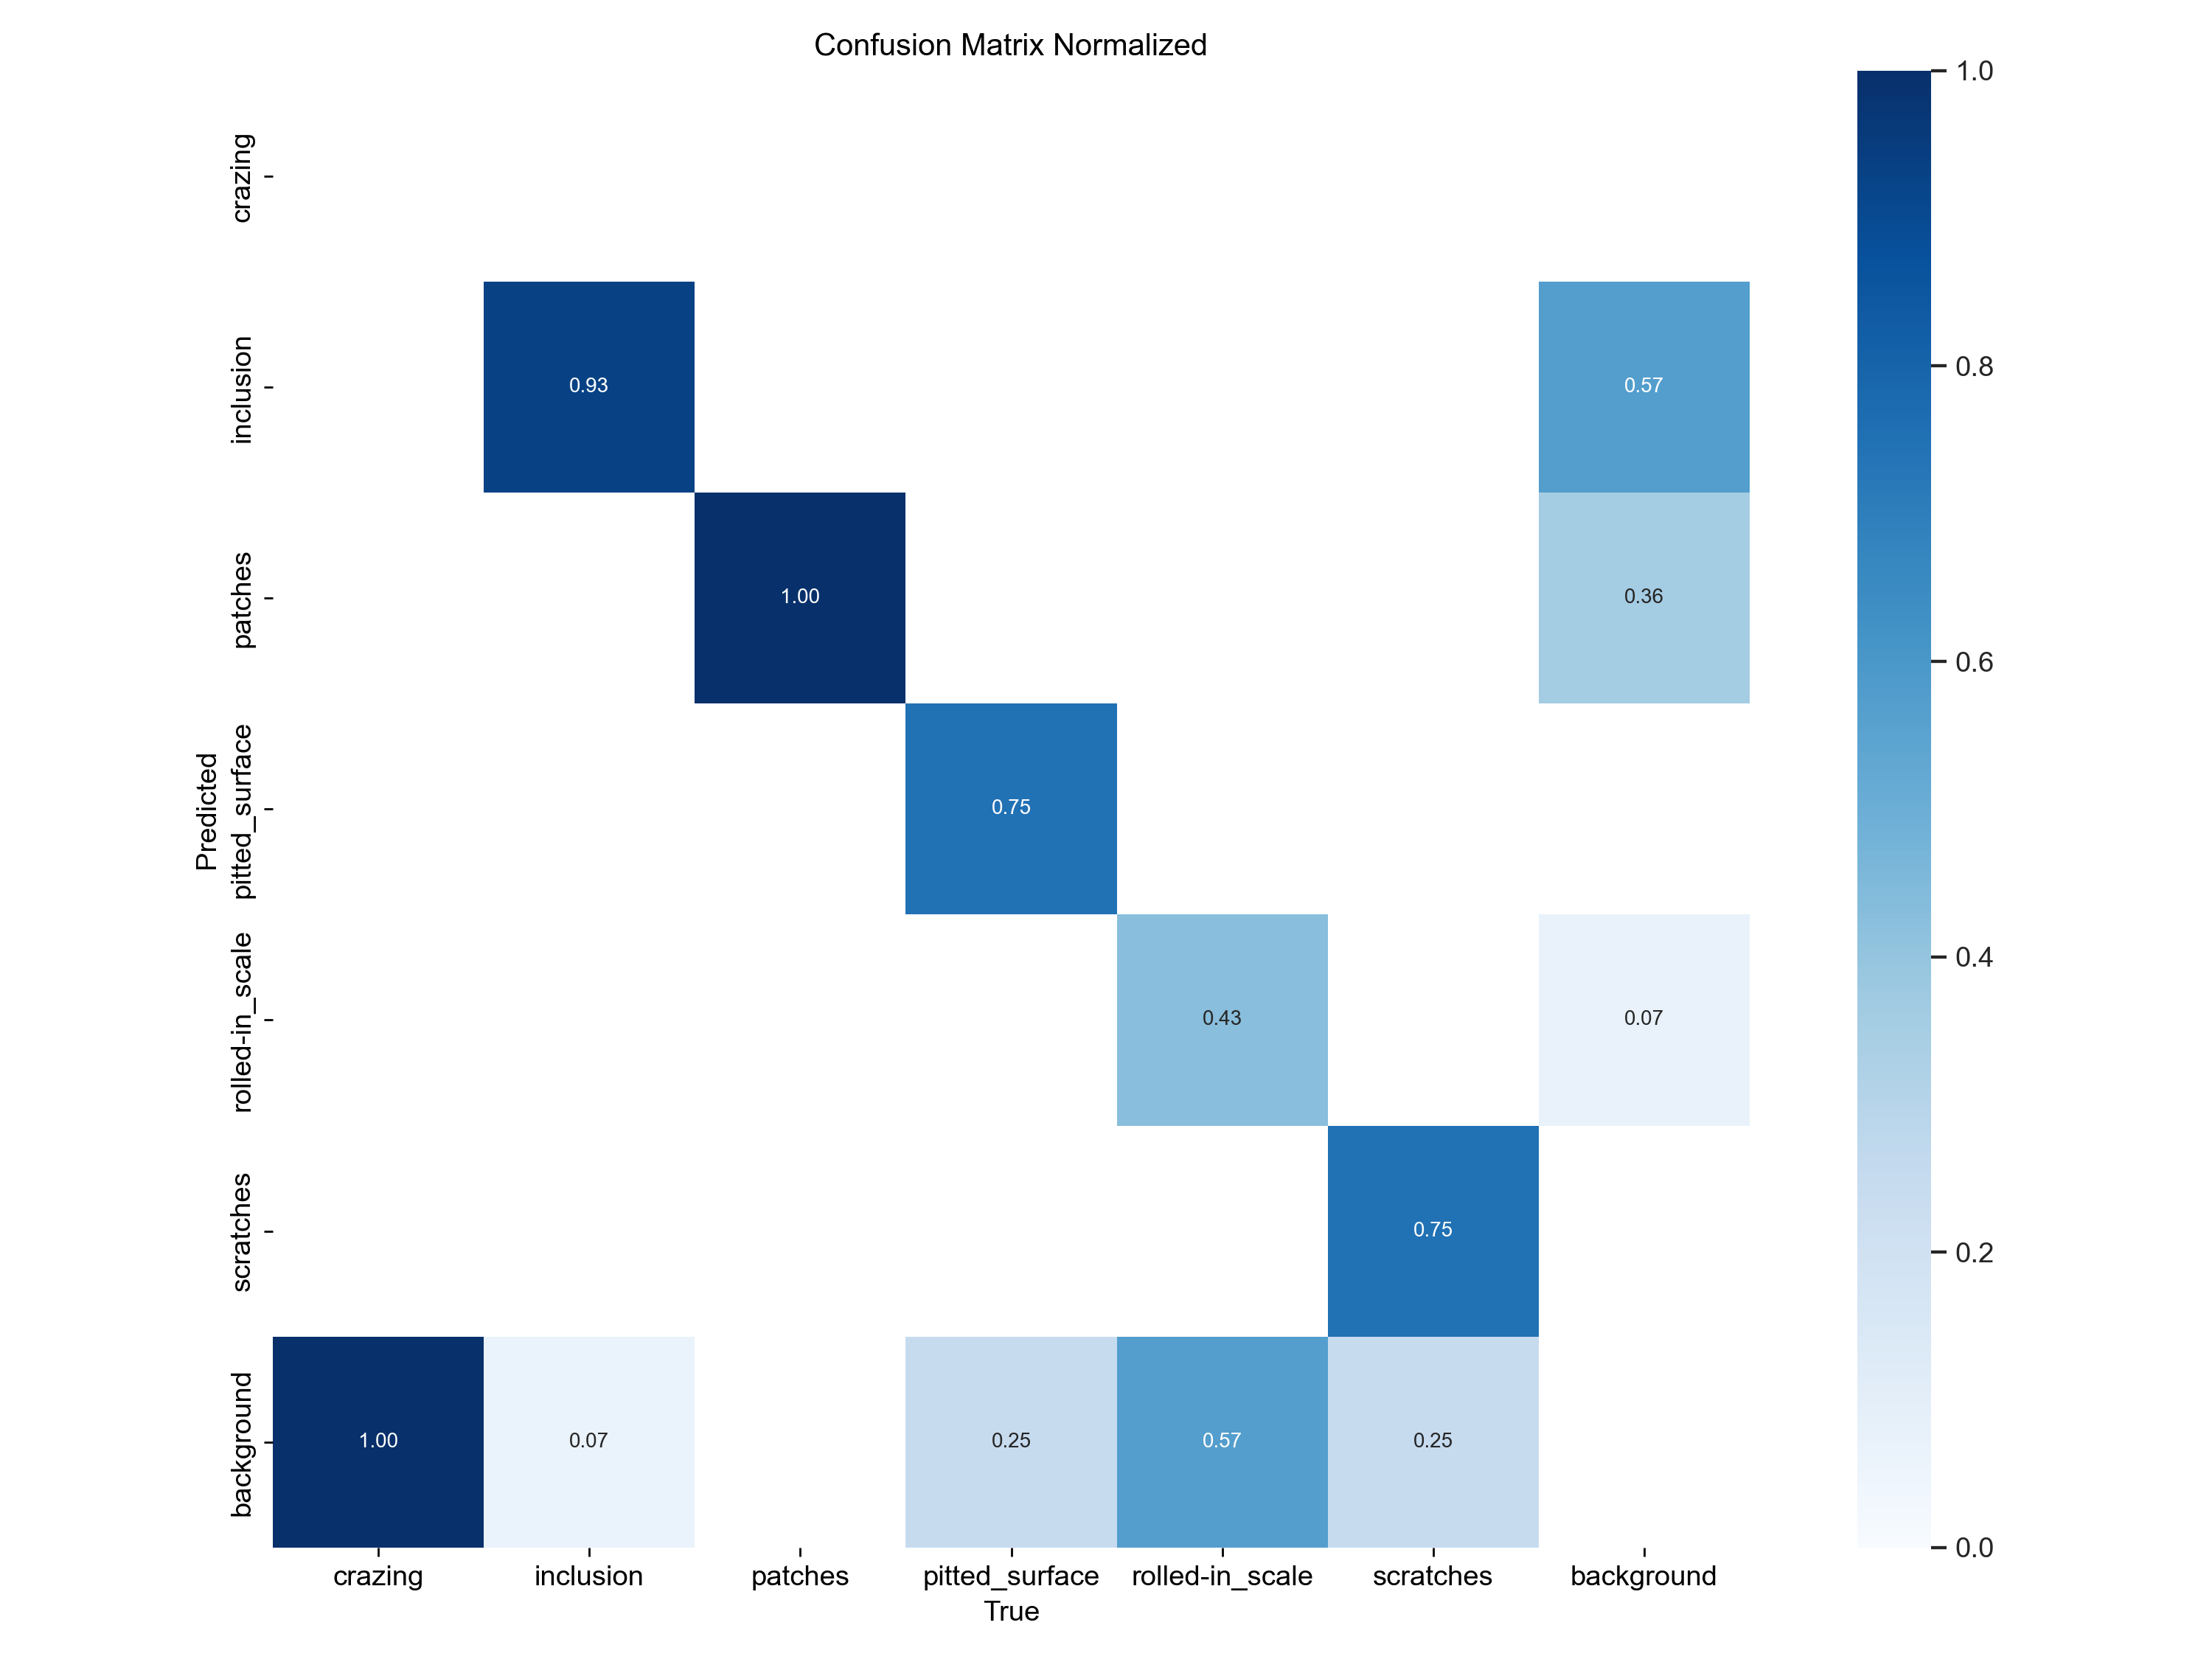 Confusion Matrix Normalized
1.0
crazing
0.8
inclusion
0.93
0.57
patches
1.00
0.36
0.6
Predicted
pitted_surface
0.75
0.4
rolled-in_scale
0.43
0.07
scratches
0.75
0.2
background
1.00
0.07
0.25
0.57
0.25
0.0
crazing inclusion patches pitted_surface rolled-in_scale scratches background
True